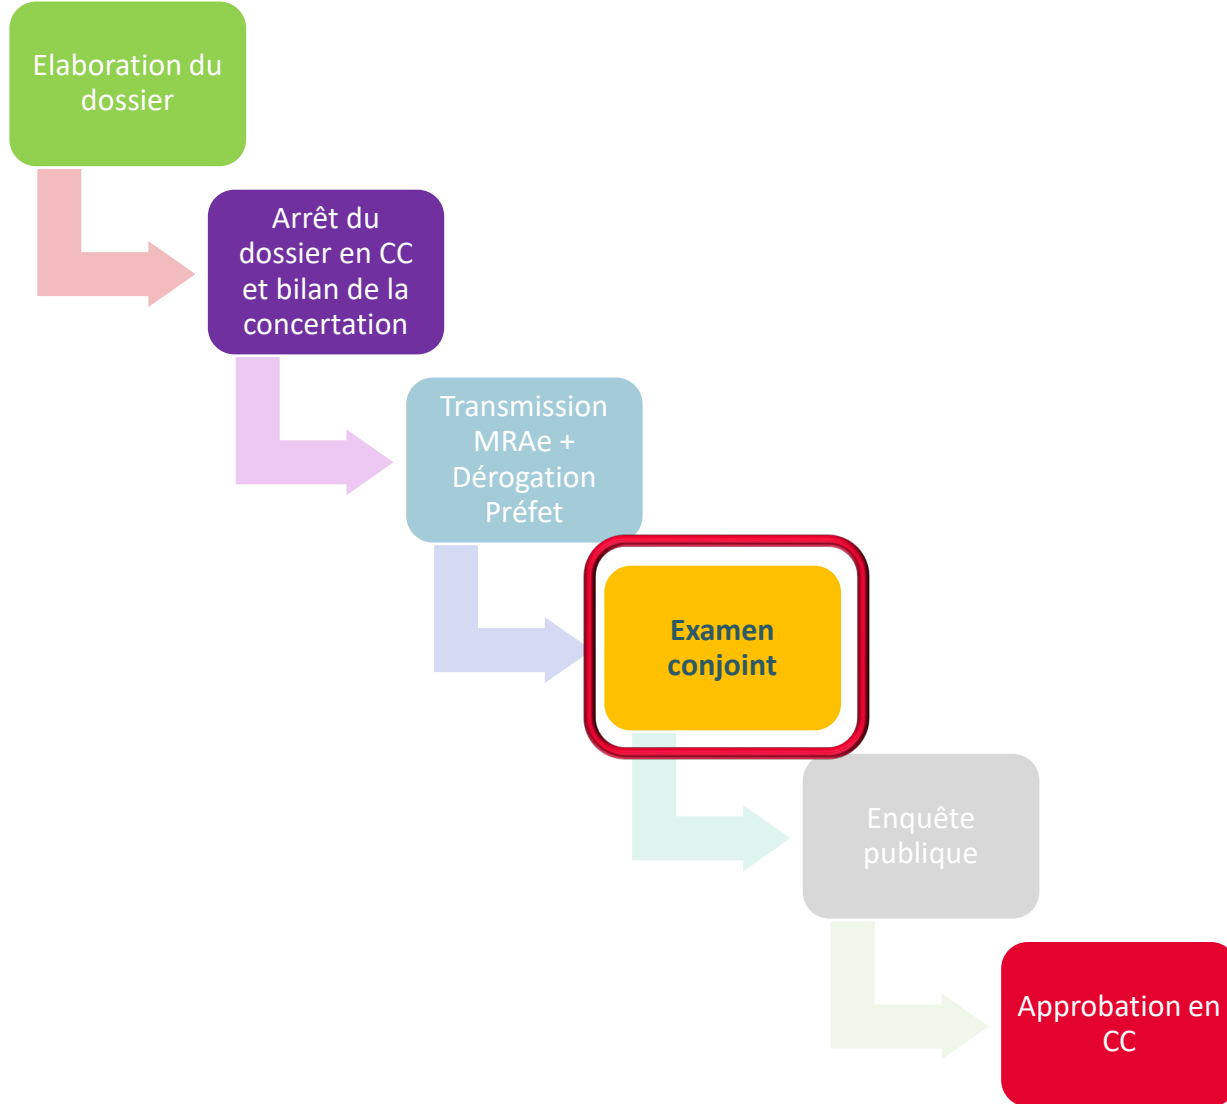 Elaboration du
dossier
Arrêt du
dossier en CC
et bilan de la
concertation
Transmission
MRAe +
Dérogation
Préfet
Examen
conjoint
Enquête
publique
Approbation en
CC